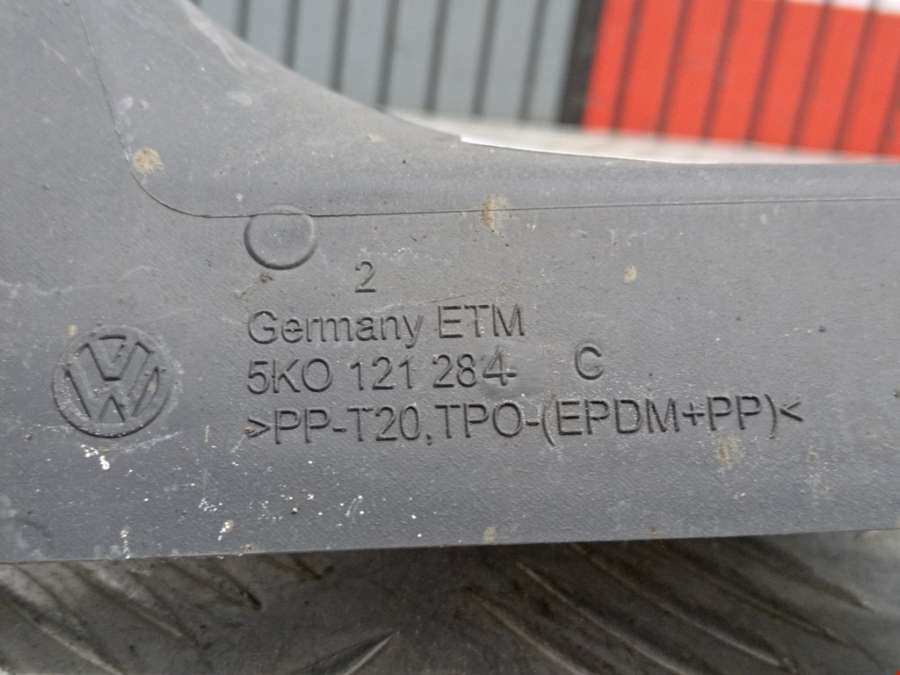 2
Germany ETM
5K0 121 284 C
>PP-T20,TPO-(EPDM+PP)<